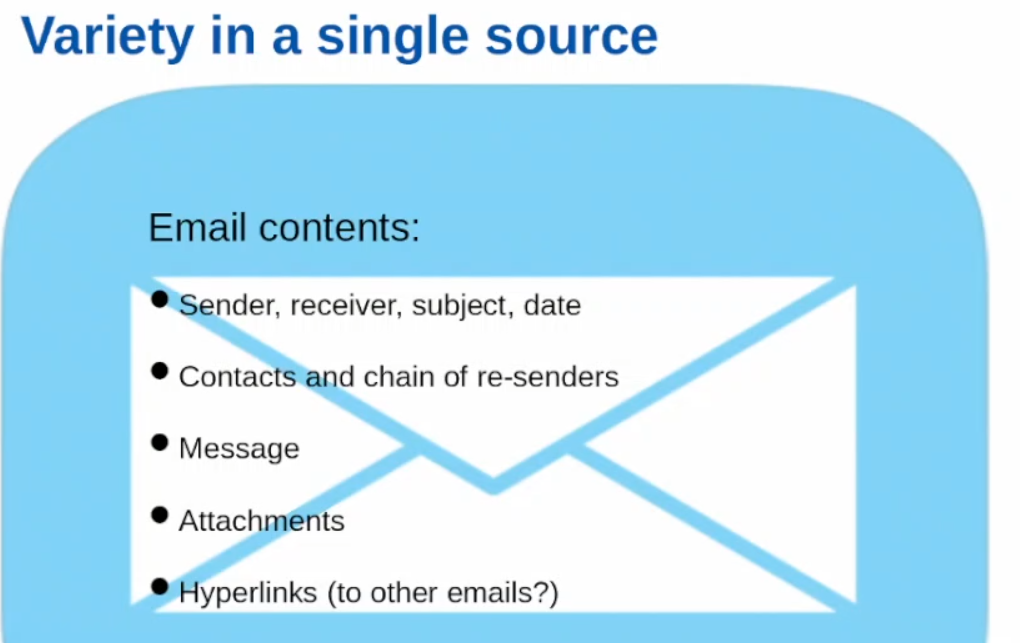 Variety in a single source
Email contents:
● Sender, receiver, subject, date
● Contacts and chain of re-senders
● Message
● Attachments
● Hyperlinks (to other emails?)